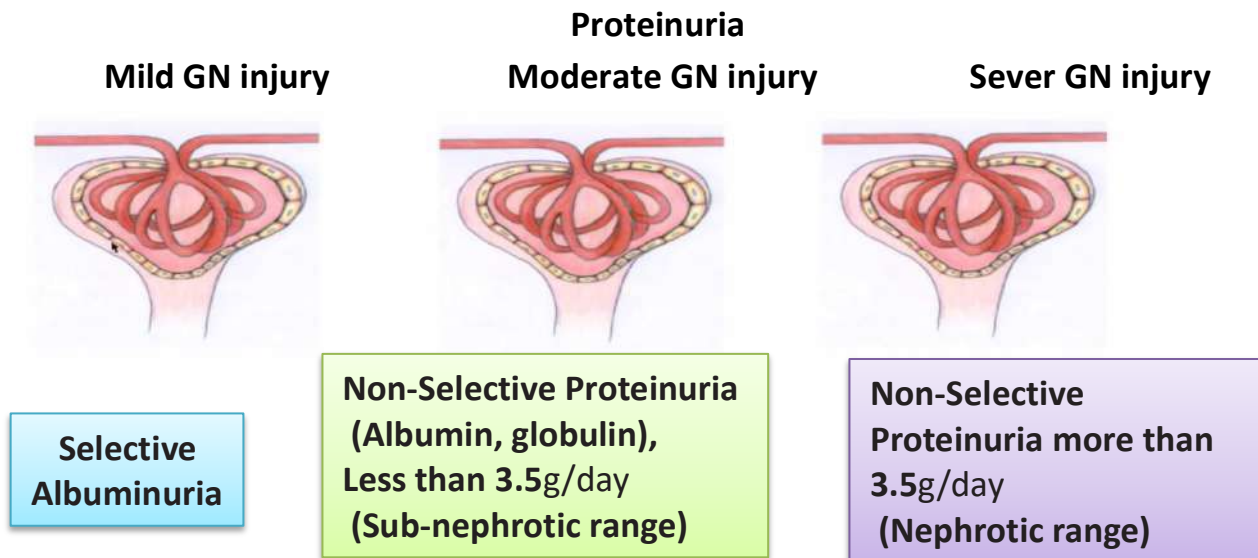 Proteinuria
Mild GN injury
Moderate GN injury
Sever GN injury
Selective
Albuminuria
Non-Selective Proteinuria
(Albumin, globulin),
Less than 3.5g/day
(Sub-nephrotic range)
Non-Selective
Proteinuria more than
3.5g/day
(Nephrotic range)